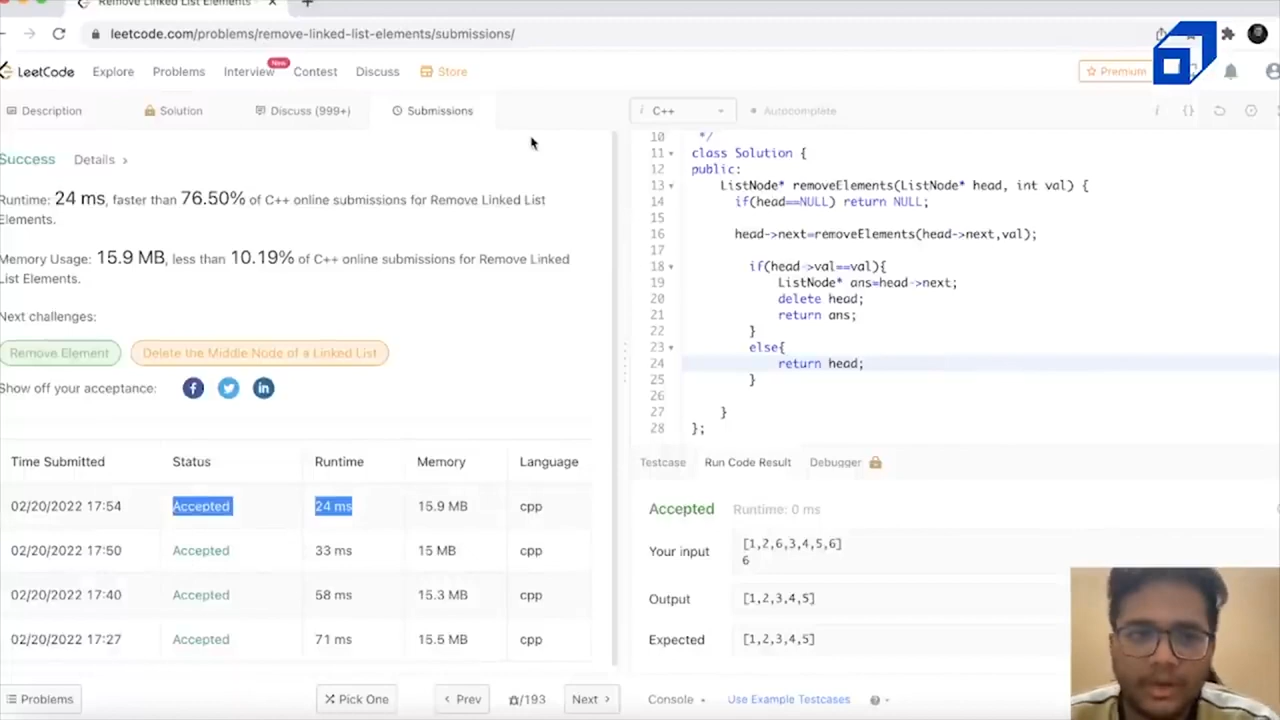 Remove Linked List Elements
leetcode.com/problems/remove-linked-list-elements/submissions/
LeetCode
Explore
Problems
Interview
New
Contest
Discuss
Store
Premium
Description
Solution
Discuss (999+)
Submissions
i C++
Autocomplete
i
{}
Success
Details >
Runtime: 24 ms, faster than 76.50% of C++ online submissions for Remove Linked List
Elements.
Memory Usage: 15.9 MB, less than 10.19% of C++ online submissions for Remove Linked
List Elements.
Next challenges:
Remove Element
Delete the Middle Node of a Linked List
Show off your acceptance:
Time Submitted Status Runtime Memory Language
02/20/2022 17:54 Accepted 24 ms 15.9 MB cpp
02/20/2022 17:50 Accepted 33 ms 15 MB cpp
02/20/2022 17:40 Accepted 58 ms 15.3 MB cpp
02/20/2022 17:27 Accepted 71 ms 15.5 MB cpp
Problems
Pick One
< Prev
/193
Next >
10 */
11 class Solution {
12 public:
13 ListNode* removeElements(ListNode* head, int val) {
14 if(head==NULL) return NULL;
15
16 head->next=removeElements(head->next,val);
17
18 if(head->val==val){
19 ListNode* ans=head->next;
20 delete head;
21 return ans;
22 }
23 else{
24 return head;
25 }
26
27 }
28 };
Testcase
Run Code Result
Debugger
Accepted
Runtime: 0 ms
Your input
[1,2,6,3,4,5,6]
6
Output
[1,2,3,4,5]
Expected
[1,2,3,4,5]
Console
Use Example Testcases
?